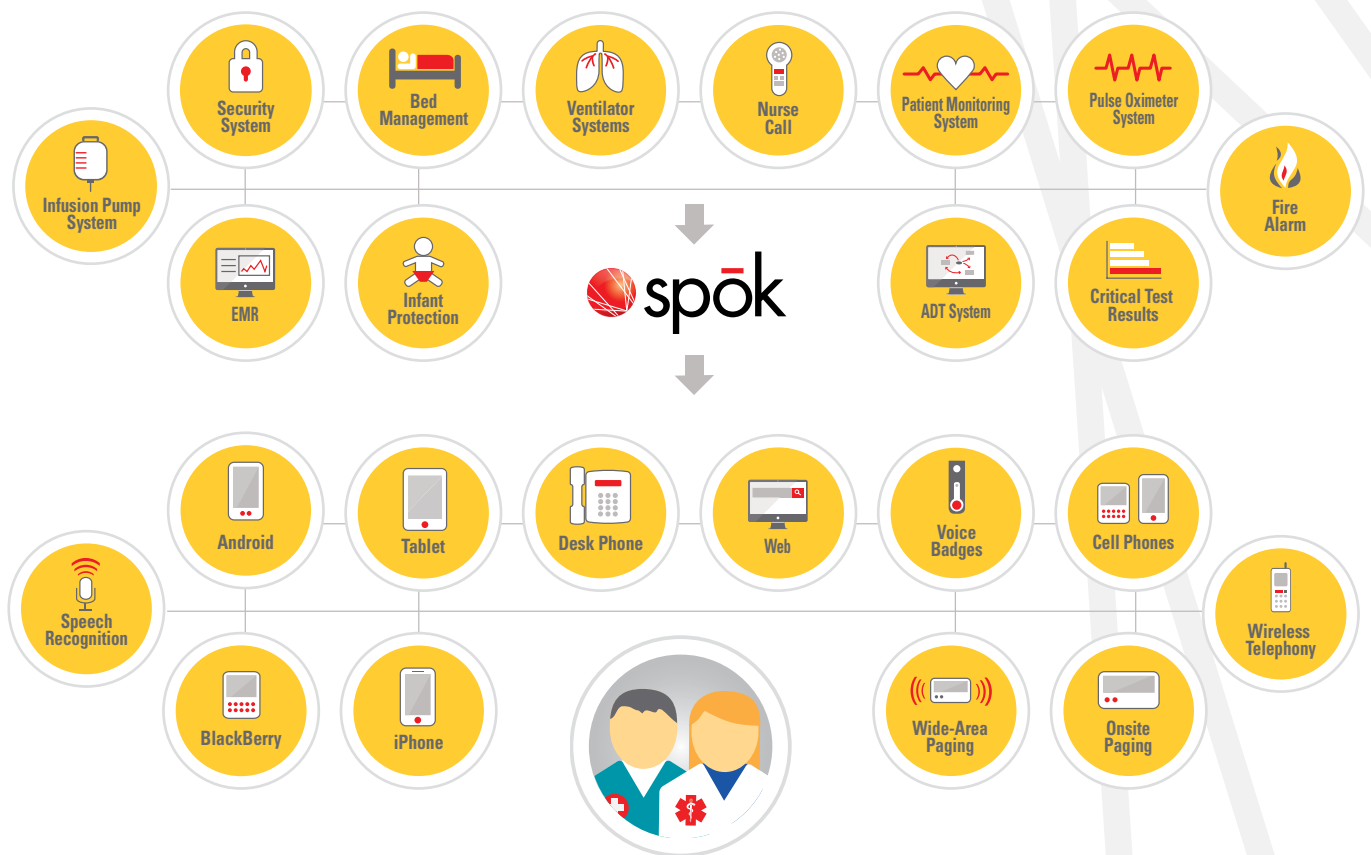 Security
System
Bed
Management
Ventilator
Systems
Nurse
Call
Patient Monitoring
System
Pulse Oximeter
System
Infusion Pump
System
Fire
Alarm
EMR
Infant
Protection
spōk
ADT System
Critical Test
Results
Android
Tablet
Desk Phone
Web
Voice
Badges
Cell Phones
Speech
Recognition
Wireless
Telephony
BlackBerry
iPhone
Wide-Area
Paging
Onsite
Paging